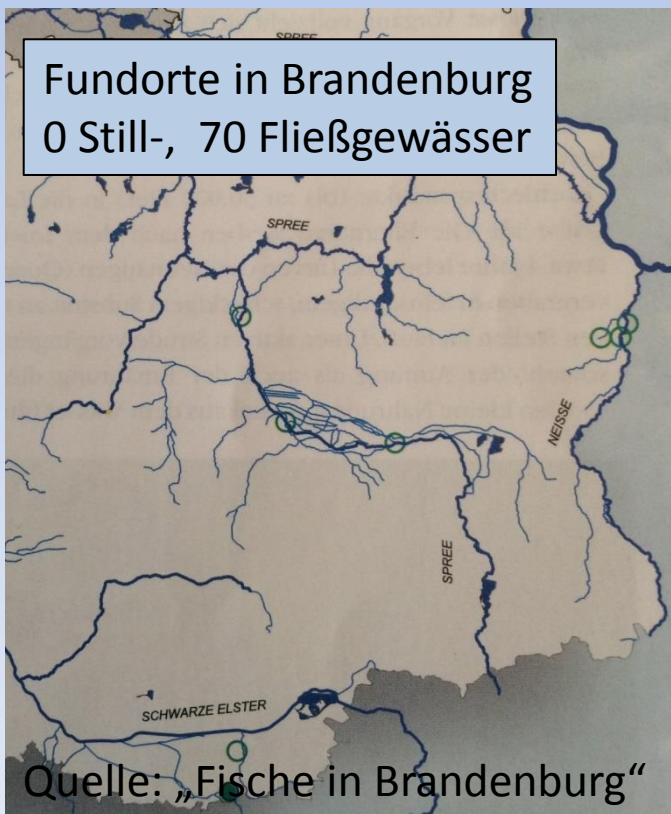 SPREE
Fundorte in Brandenburg
0 Still-, 70 Fließgewässer
SPREE
NEISSE
SPREE
SCHWARZE ELSTER
Quelle: „Fische in Brandenburg“